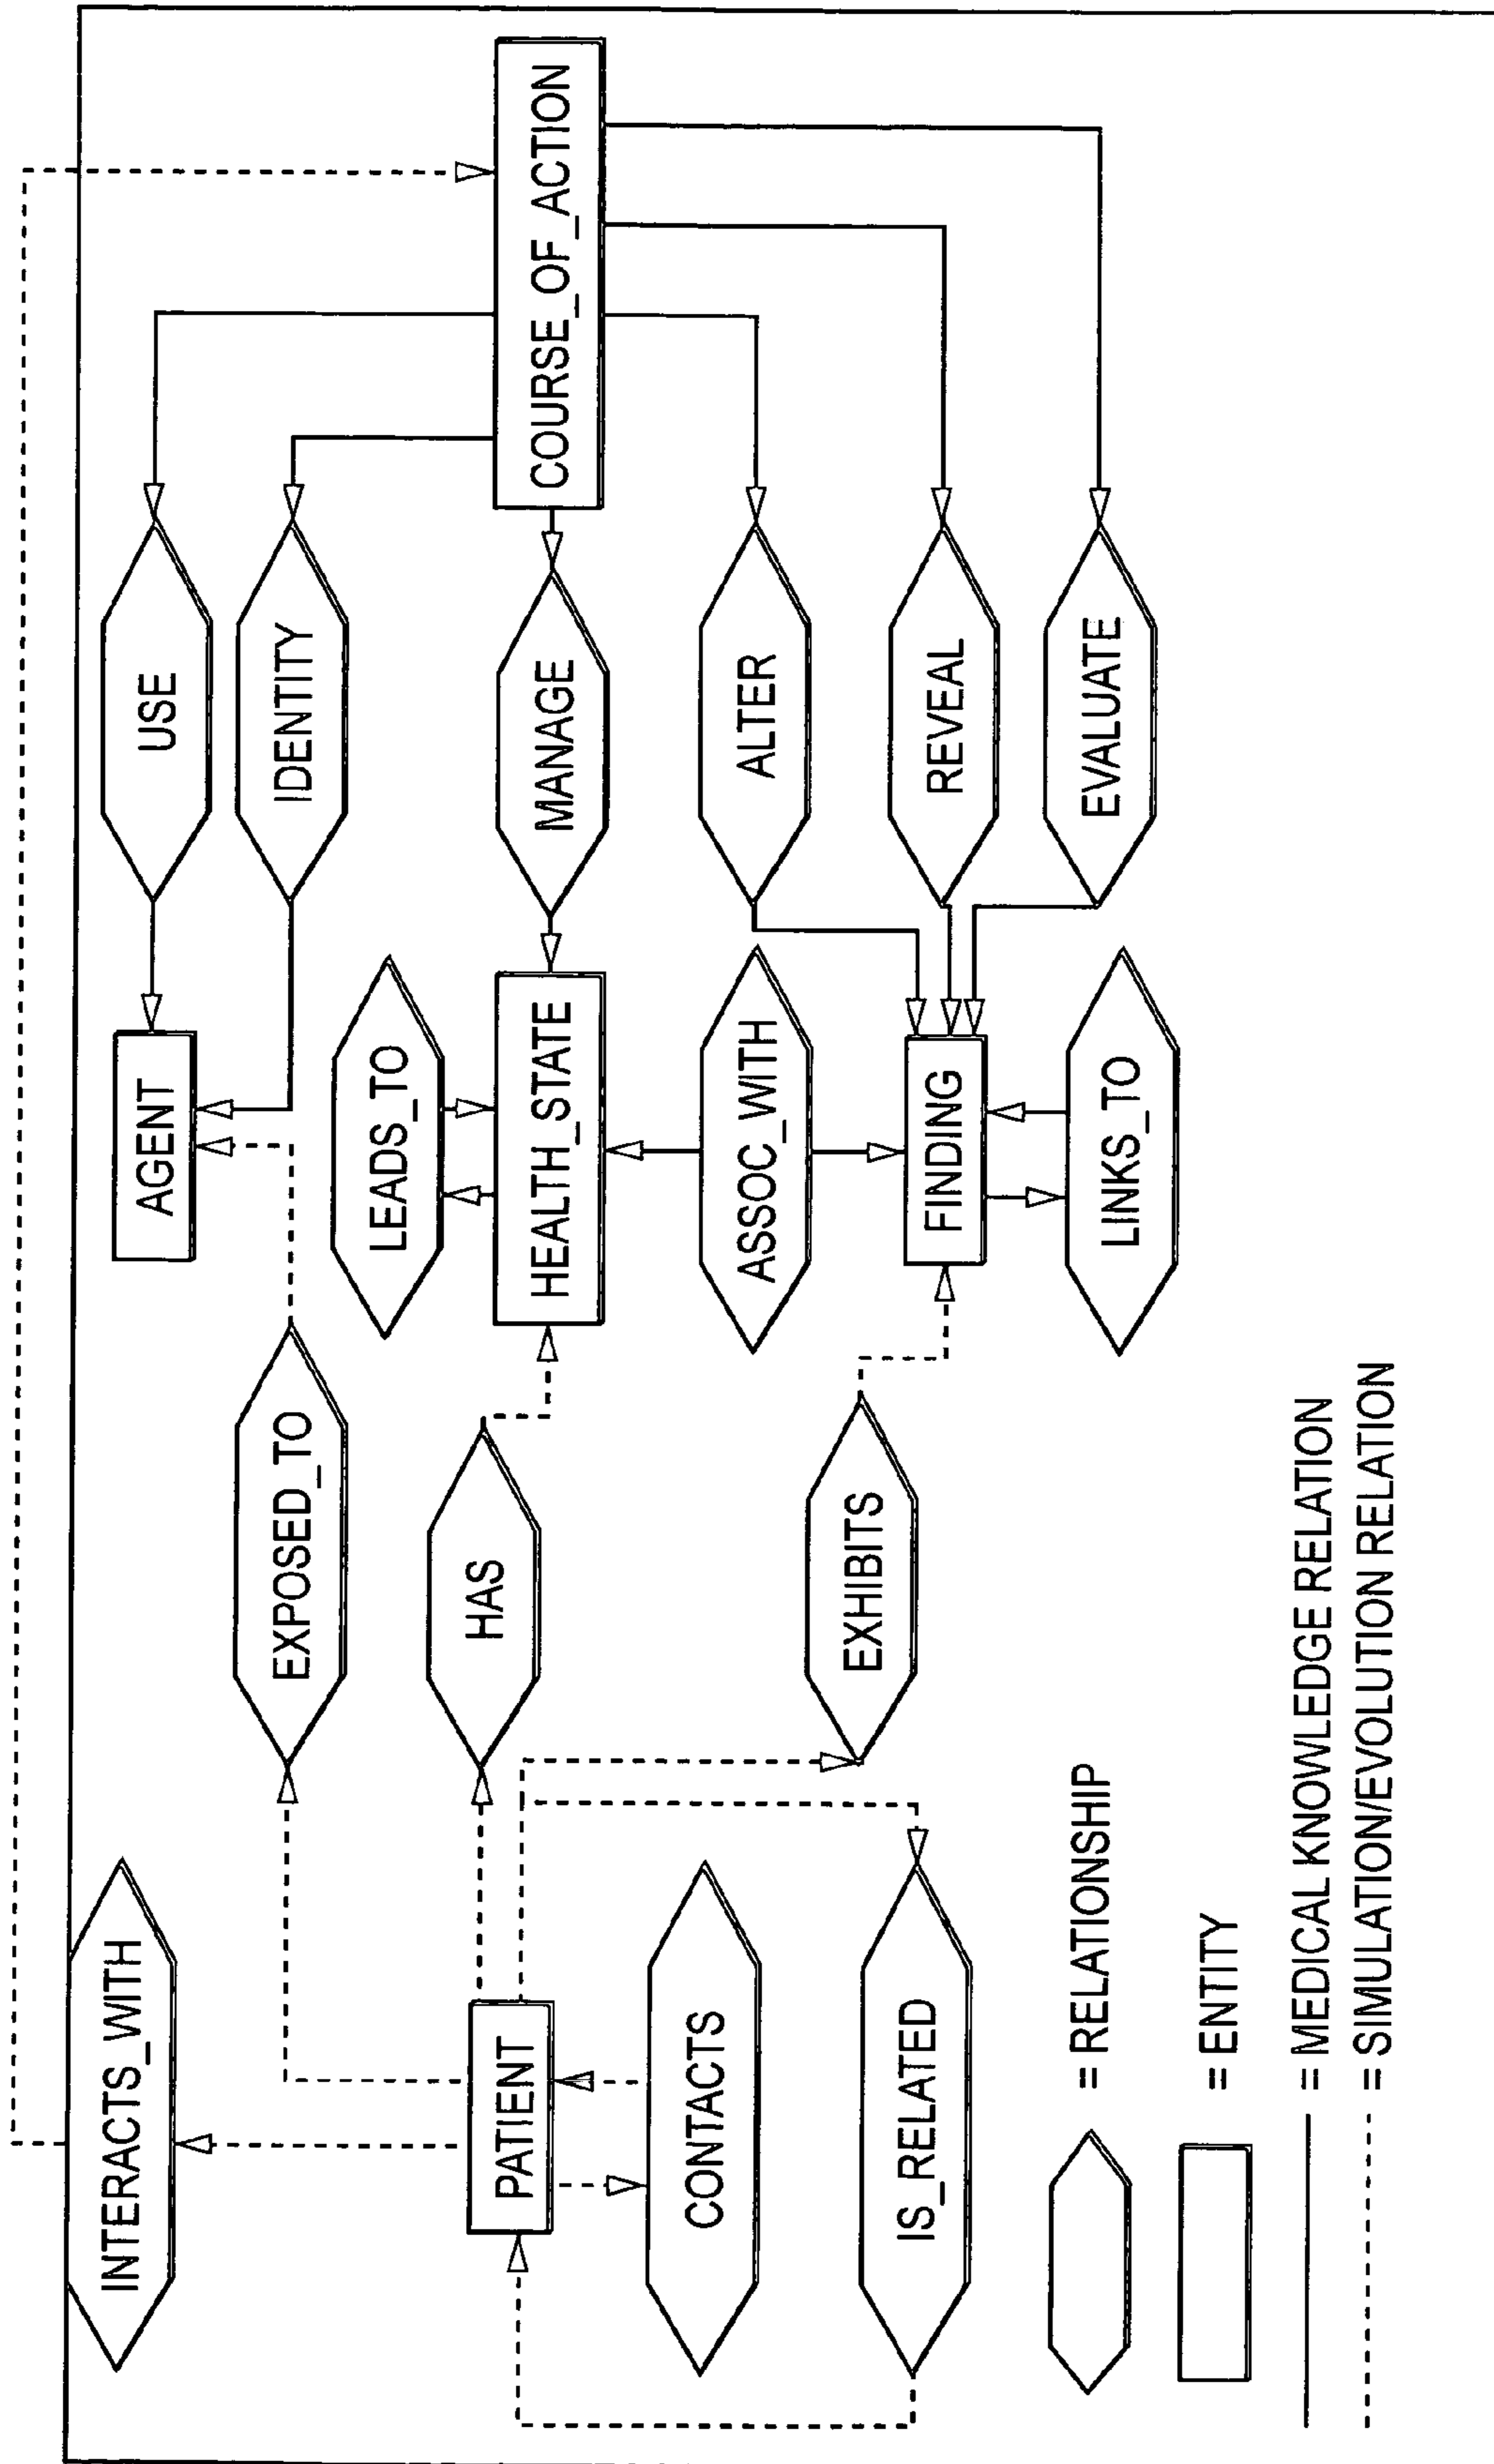 INTERACTS_WITH
EXPOSED_TO
AGENT
USE
IDENTITY
LEADS_TO
PATIENT
HAS
HEALTH_STATE
MANAGE
COURSE_OF_ACTION
CONTACTS
ASSOC_WITH
ALTER
IS_RELATED
EXHIBITS
FINDING
REVEAL
LINKS_TO
EVALUATE
= RELATIONSHIP
= ENTITY
= MEDICAL KNOWLEDGE RELATION
= SIMULATION/EVOLUTION RELATION